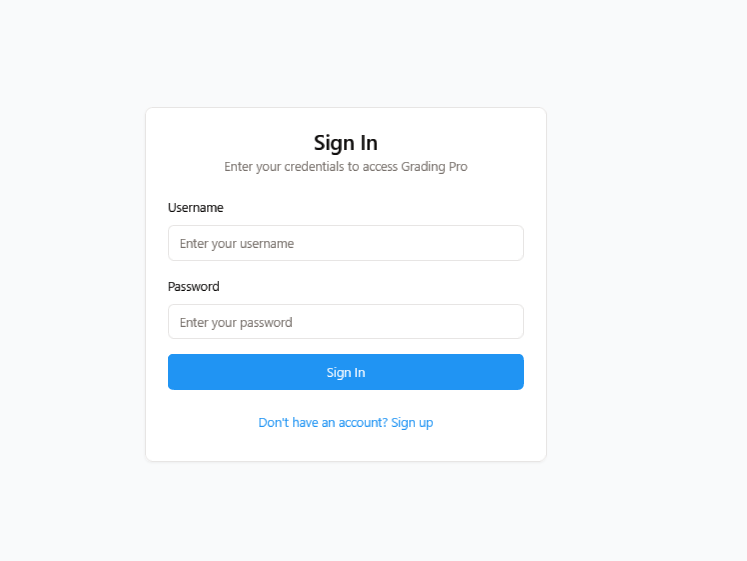 Sign In
Enter your credentials to access Grading Pro
Username
Enter your username
Password
Enter your password
Sign In
Don't have an account? Sign up